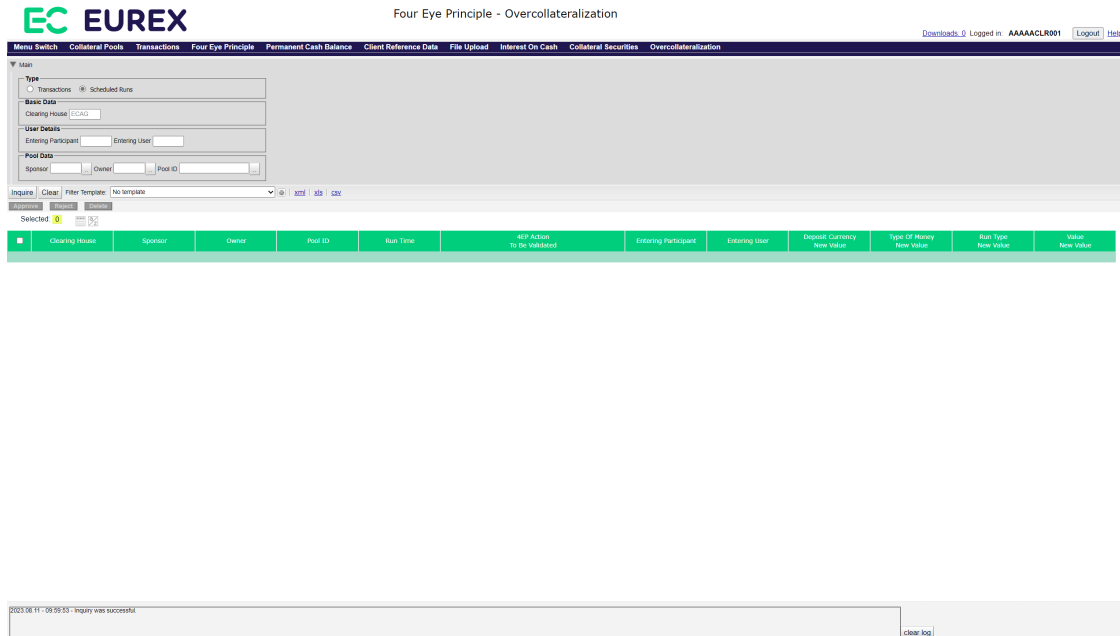 EC EUREX
Four Eye Principle - Overcollateralization
Downloads: 0 Logged in: AAAAACLR001 Logout Help
Menu Switch Collateral Pools Transactions Four Eye Principle Permanent Cash Balance Client Reference Data File Upload Interest On Cash Collateral Securities Overcollateralization
Main
Type
Transactions Scheduled Runs
Basic Data
Clearing House ECAG
User Details
Entering Participant Entering User
Pool Data
Sponsor ... Owner ... Pool ID ...
Inquire Clear Filter Template: No template xml xls csv
Approve Reject Delete
Selected: 0
Clearing House Sponsor Owner Pool ID Run Time 4EP Action Entering Participant Entering User Deposit Currency Type Of Money Run Type Value
To Be Validated New Value New Value New Value New Value
2023.08.11 - 09:59:53 - Inquiry was successful.
clear log